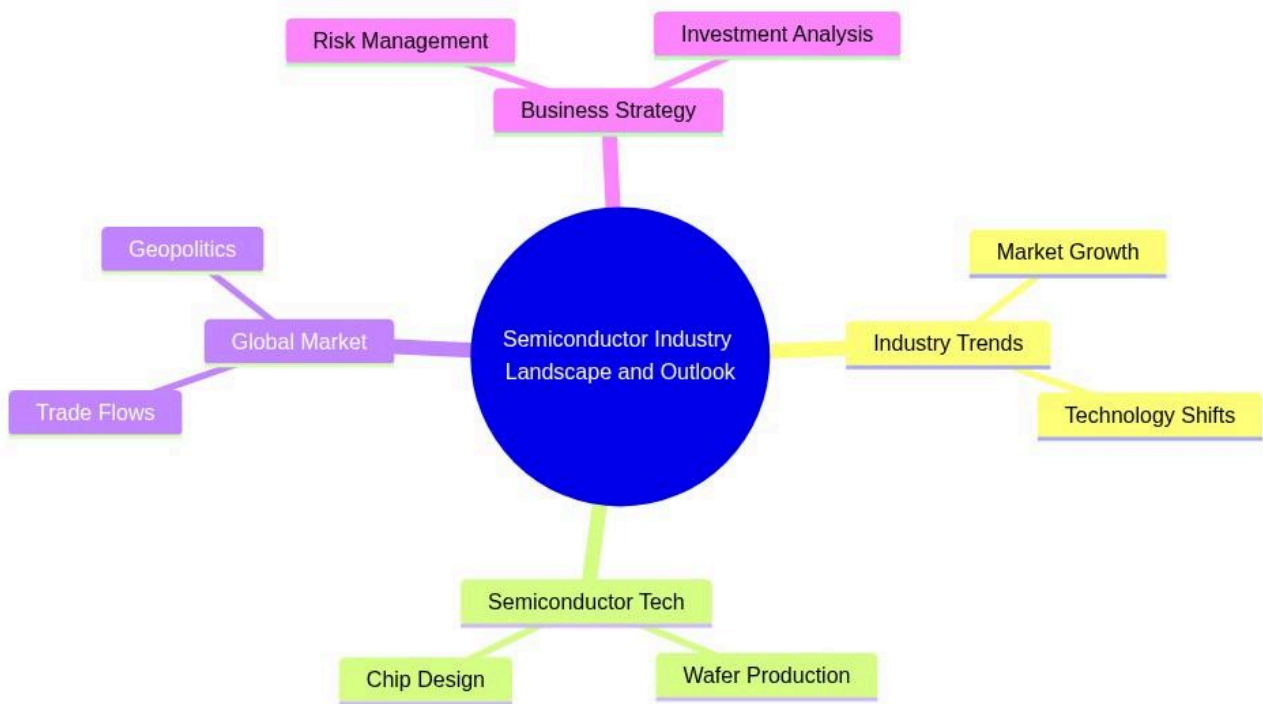 Risk Management
Investment Analysis
Business Strategy
Geopolitics
Market Growth
Global Market
Semiconductor Industry
Landscape and Outlook
Industry Trends
Trade Flows
Technology Shifts
Semiconductor Tech
Chip Design
Wafer Production